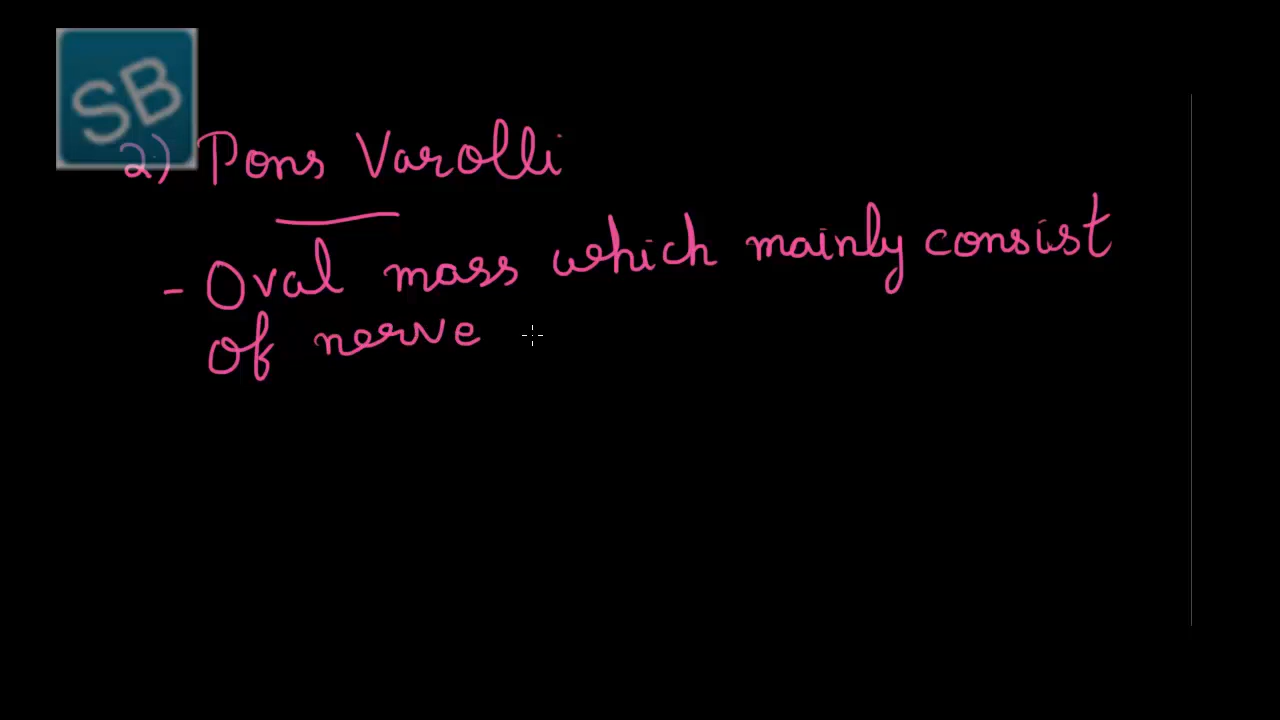 SB
2) Pons Varolli
- Oval mass which mainly consist
of nerve